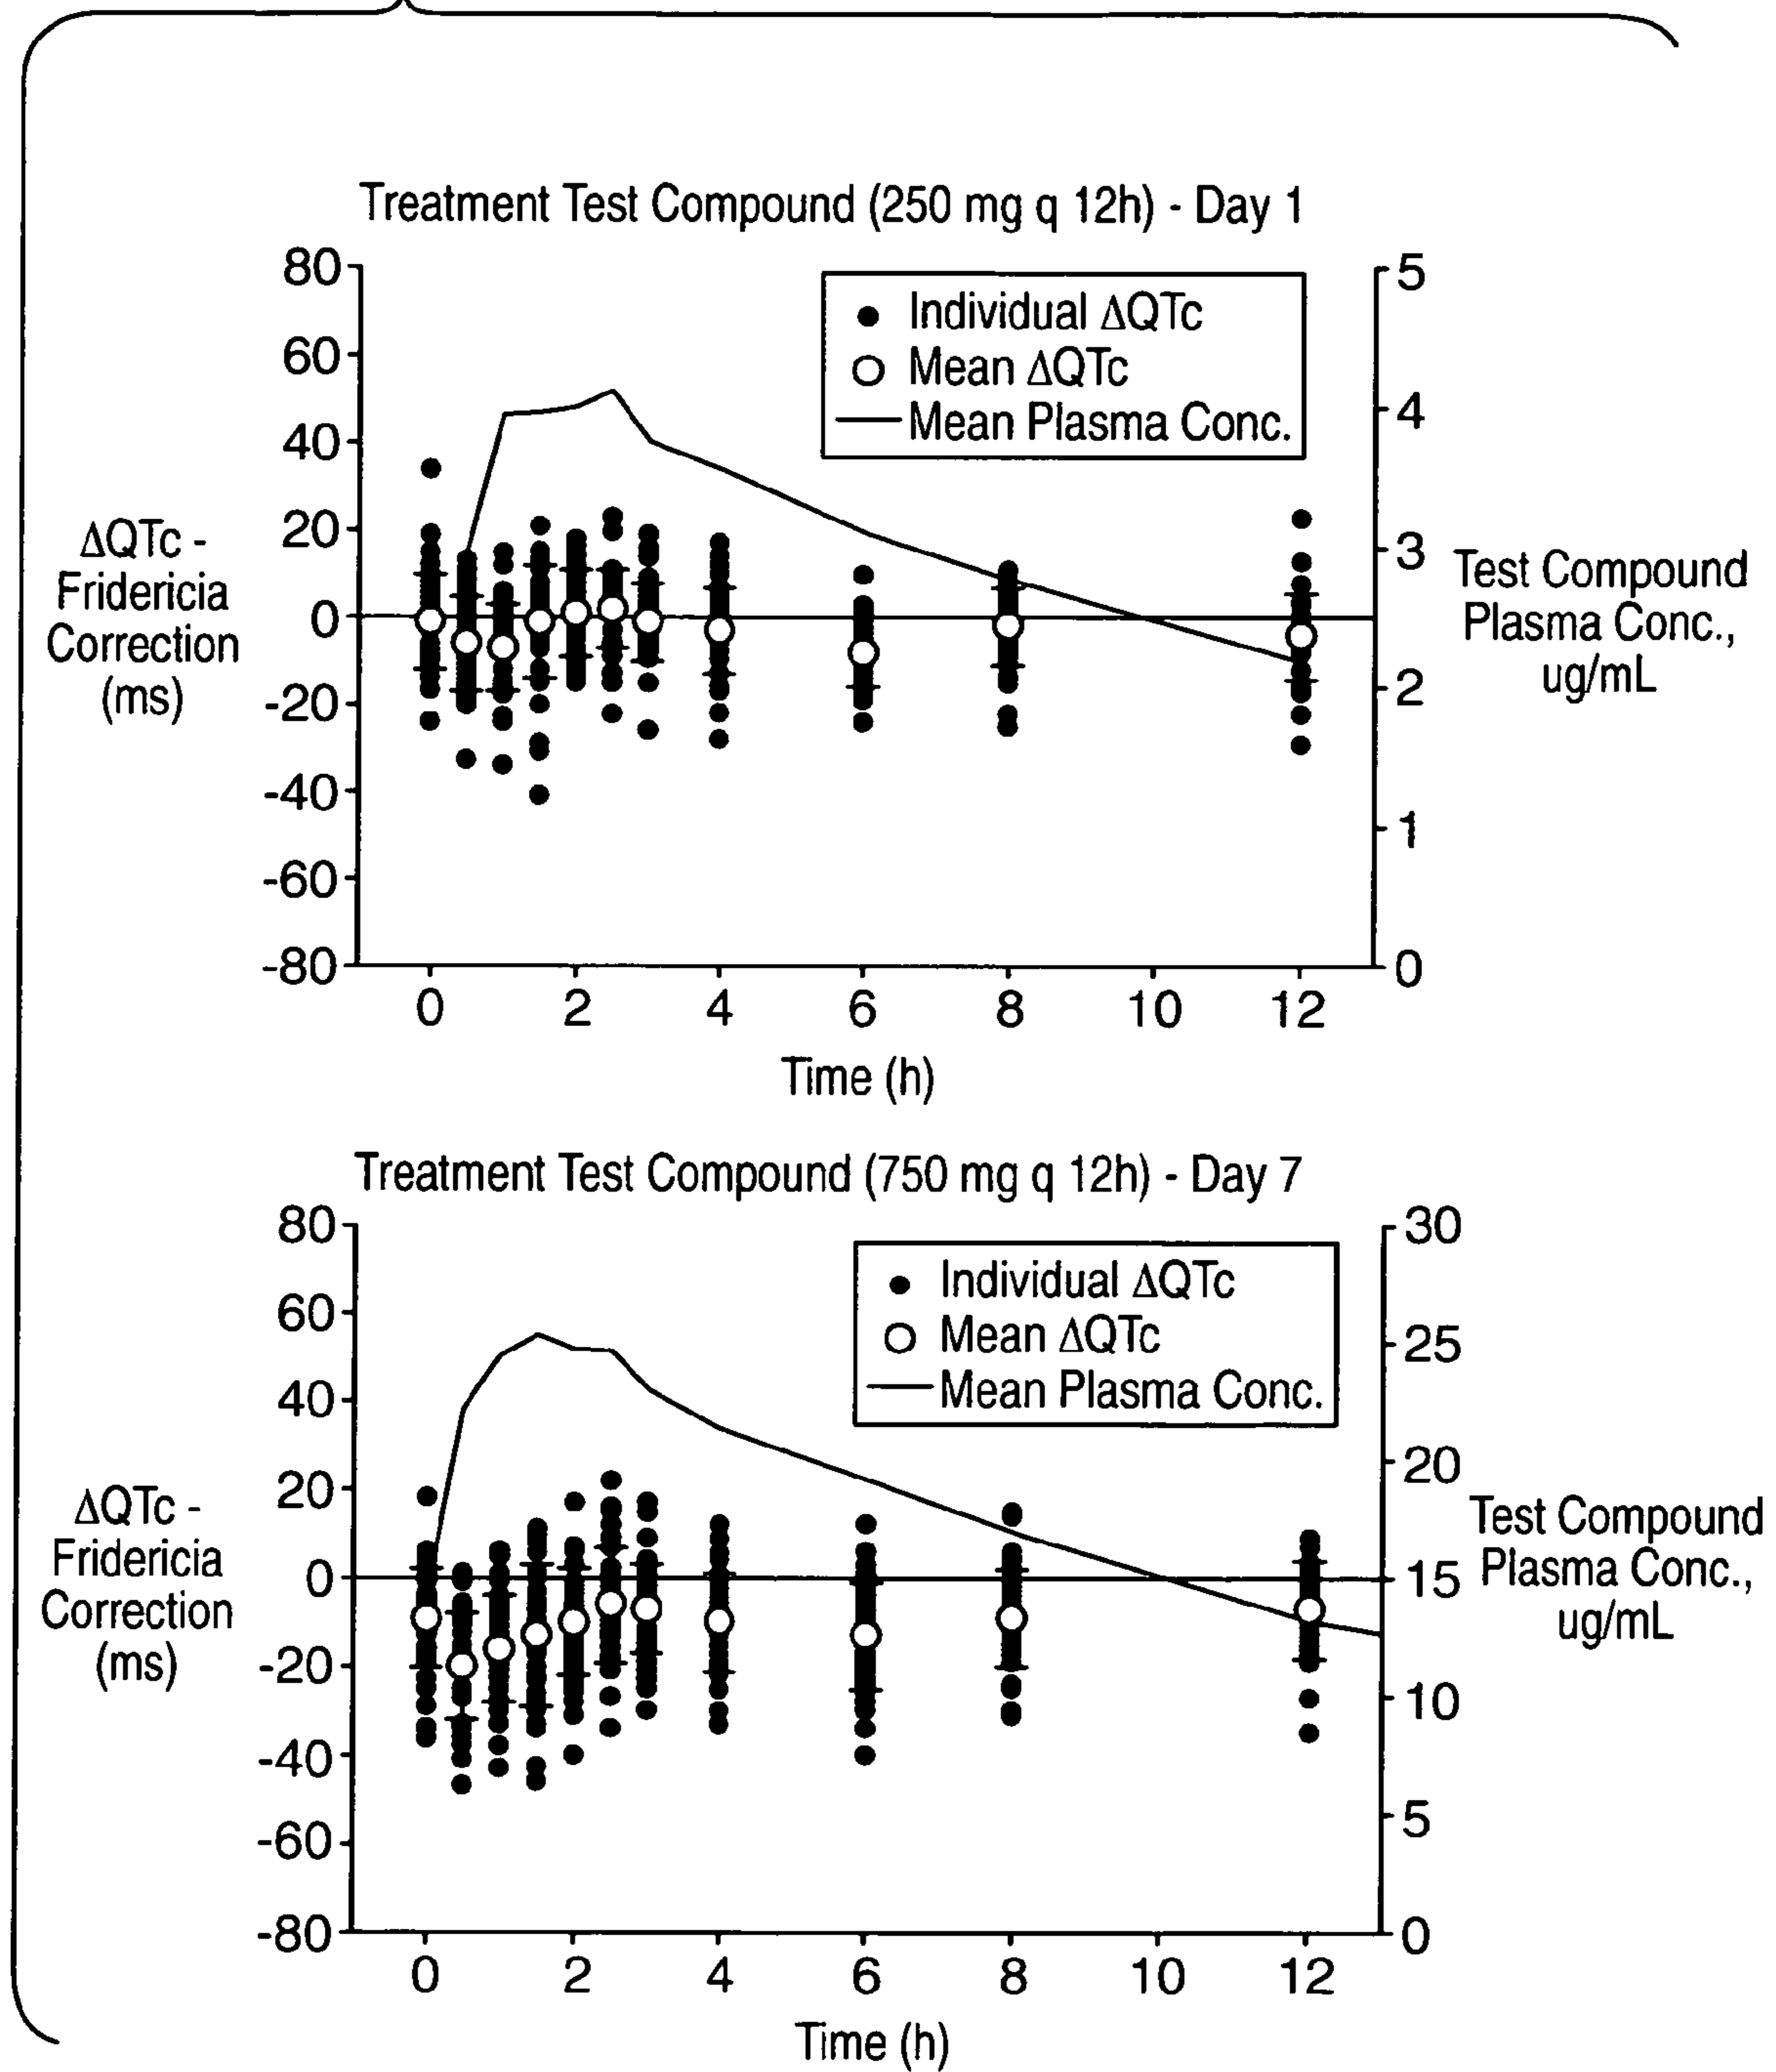 Treatment Test Compound (250 mg q 12h) - Day 1
80
60
40
20
0
-20
-40
-60
-80
ΔQTc -
Fridericia
Correction
(ms)
Individual ΔQTc
Mean ΔQTc
Mean Plasma Conc.
5
4
3
2
1
0
Test Compound
Plasma Conc.,
ug/mL
0 2 4 6 8 10 12
Time (h)
Treatment Test Compound (750 mg q 12h) - Day 7
80
60
40
20
0
-20
-40
-60
-80
ΔQTc -
Fridericia
Correction
(ms)
Individual ΔQTc
Mean ΔQTc
Mean Plasma Conc.
30
25
20
15
10
5
0
Test Compound
Plasma Conc.,
ug/mL
0 2 4 6 8 10 12
Time (h)